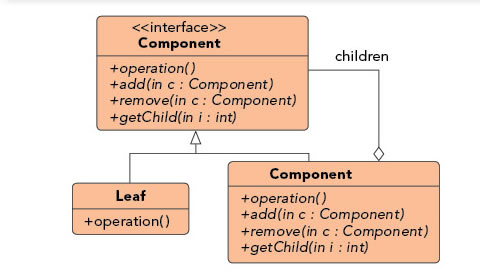 <<interface>>
Component
+operation()
+add(in c : Component)
+remove(in c : Component)
+getChild(in i : int)
children
Leaf
+operation()
Component
+operation()
+add(in c : Component)
+remove(in c : Component)
+getChild(in i : int)